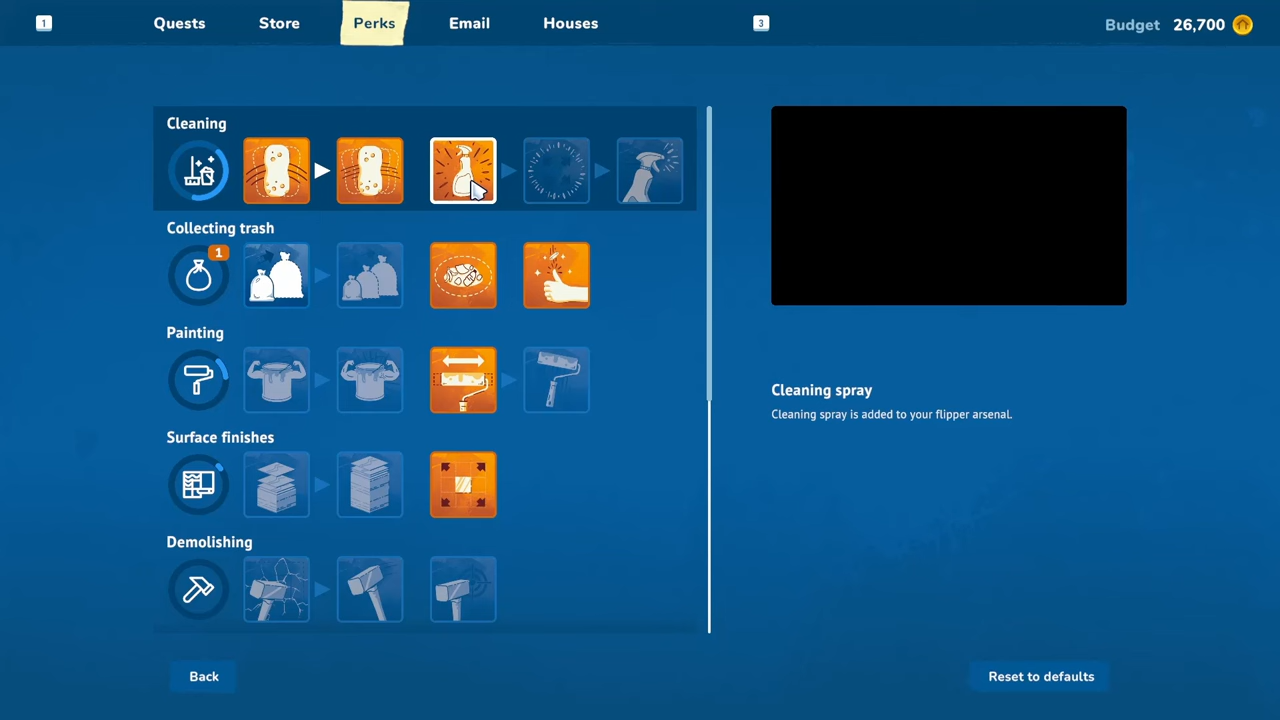 1
Quests
Store
Perks
Email
Houses
3
Budget 26,700
Cleaning
Collecting trash
1
Painting
Surface finishes
Demolishing
Cleaning spray
Cleaning spray is added to your flipper arsenal.
Back
Reset to defaults